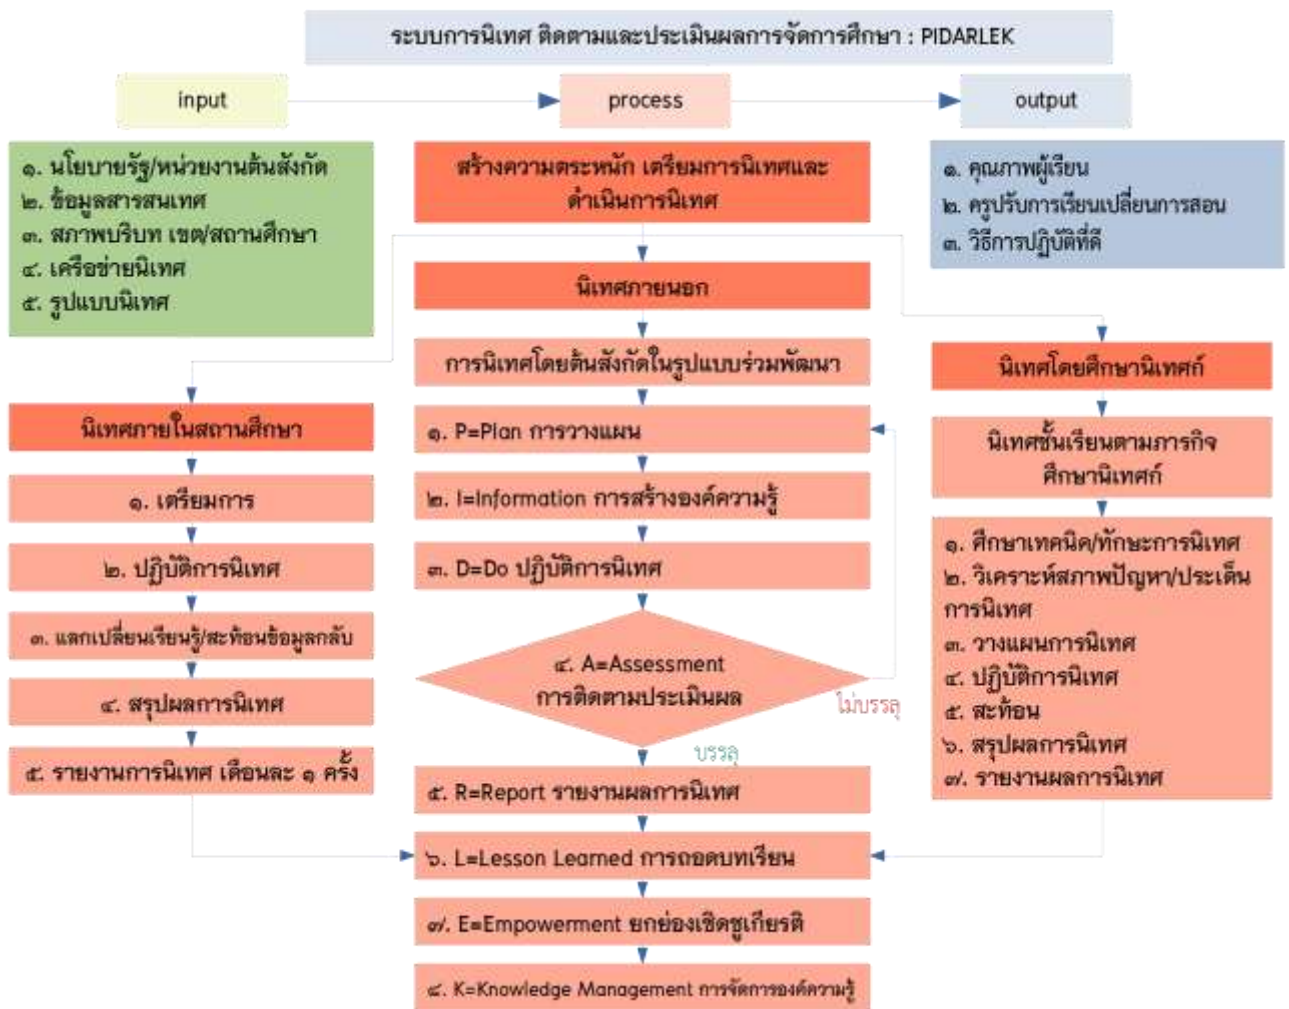 ระบบการนิเทศ ติดตามและประเมินผลการจัดการศึกษา : PIDARLEK
input
process
output
๑. นโยบายรัฐ/หน่วยงานต้นสังกัด
๒. ข้อมูลสารสนเทศ
๓. สภาพบริบท เขต/สถานศึกษา
๔. เครือข่ายนิเทศ
๕. รูปแบบนิเทศ
สร้างความตระหนัก เตรียมการนิเทศและ
ดำเนินการนิเทศ
๑. คุณภาพผู้เรียน
๒. ครูปรับการเรียนเปลี่ยนการสอน
๓. วิธีการปฏิบัติที่ดี
นิเทศภายในสถานศึกษา
๑. เตรียมการ
๒. ปฏิบัติการนิเทศ
๓. แลกเปลี่ยนเรียนรู้/สะท้อนข้อมูลกลับ
๔. สรุปผลการนิเทศ
๕. รายงานการนิเทศ เดือนละ ๑ ครั้ง
นิเทศภายนอก
การนิเทศโดยต้นสังกัดในรูปแบบร่วมพัฒนา
๑. P=Plan การวางแผน
๒. I=Information การสร้างองค์ความรู้
๓. D=Do ปฏิบัติการนิเทศ
๔. A=Assessment
การติดตามประเมินผล
ไม่บรรลุ
บรรลุ
๕. R=Report รายงานผลการนิเทศ
๖. L=Lesson Learned การถอดบทเรียน
๗. E=Empowerment ยกย่องเชิดชูเกียรติ
๘. K=Knowledge Management การจัดการองค์ความรู้
นิเทศโดยศึกษานิเทศก์
นิเทศชั้นเรียนตามภารกิจ
ศึกษานิเทศก์
๑. ศึกษาเทคนิค/ทักษะการนิเทศ
๒. วิเคราะห์สภาพปัญหา/ประเด็น
การนิเทศ
๓. วางแผนการนิเทศ
๔. ปฏิบัติการนิเทศ
๕. สะท้อน
๖. สรุปผลการนิเทศ
๗. รายงานผลการนิเทศ